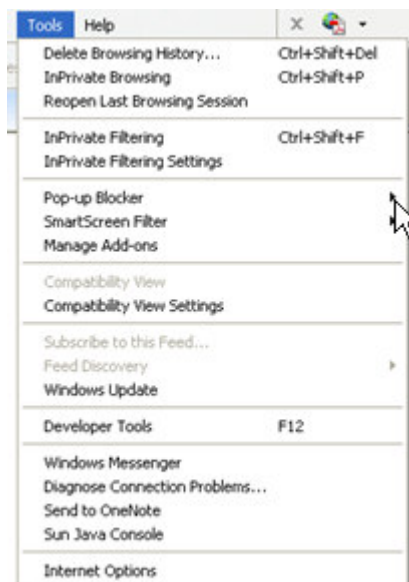 Tools Help
Delete Browsing History... Ctrl+Shift+Del
InPrivate Browsing Ctrl+Shift+P
Reopen Last Browsing Session
InPrivate Filtering Ctrl+Shift+F
InPrivate Filtering Settings
Pop-up Blocker
SmartScreen Filter
Manage Add-ons
Compatibility View
Compatibility View Settings
Subscribe to this Feed...
Feed Discovery
Windows Update
Developer Tools F12
Windows Messenger
Diagnose Connection Problems...
Send to OneNote
Sun Java Console
Internet Options